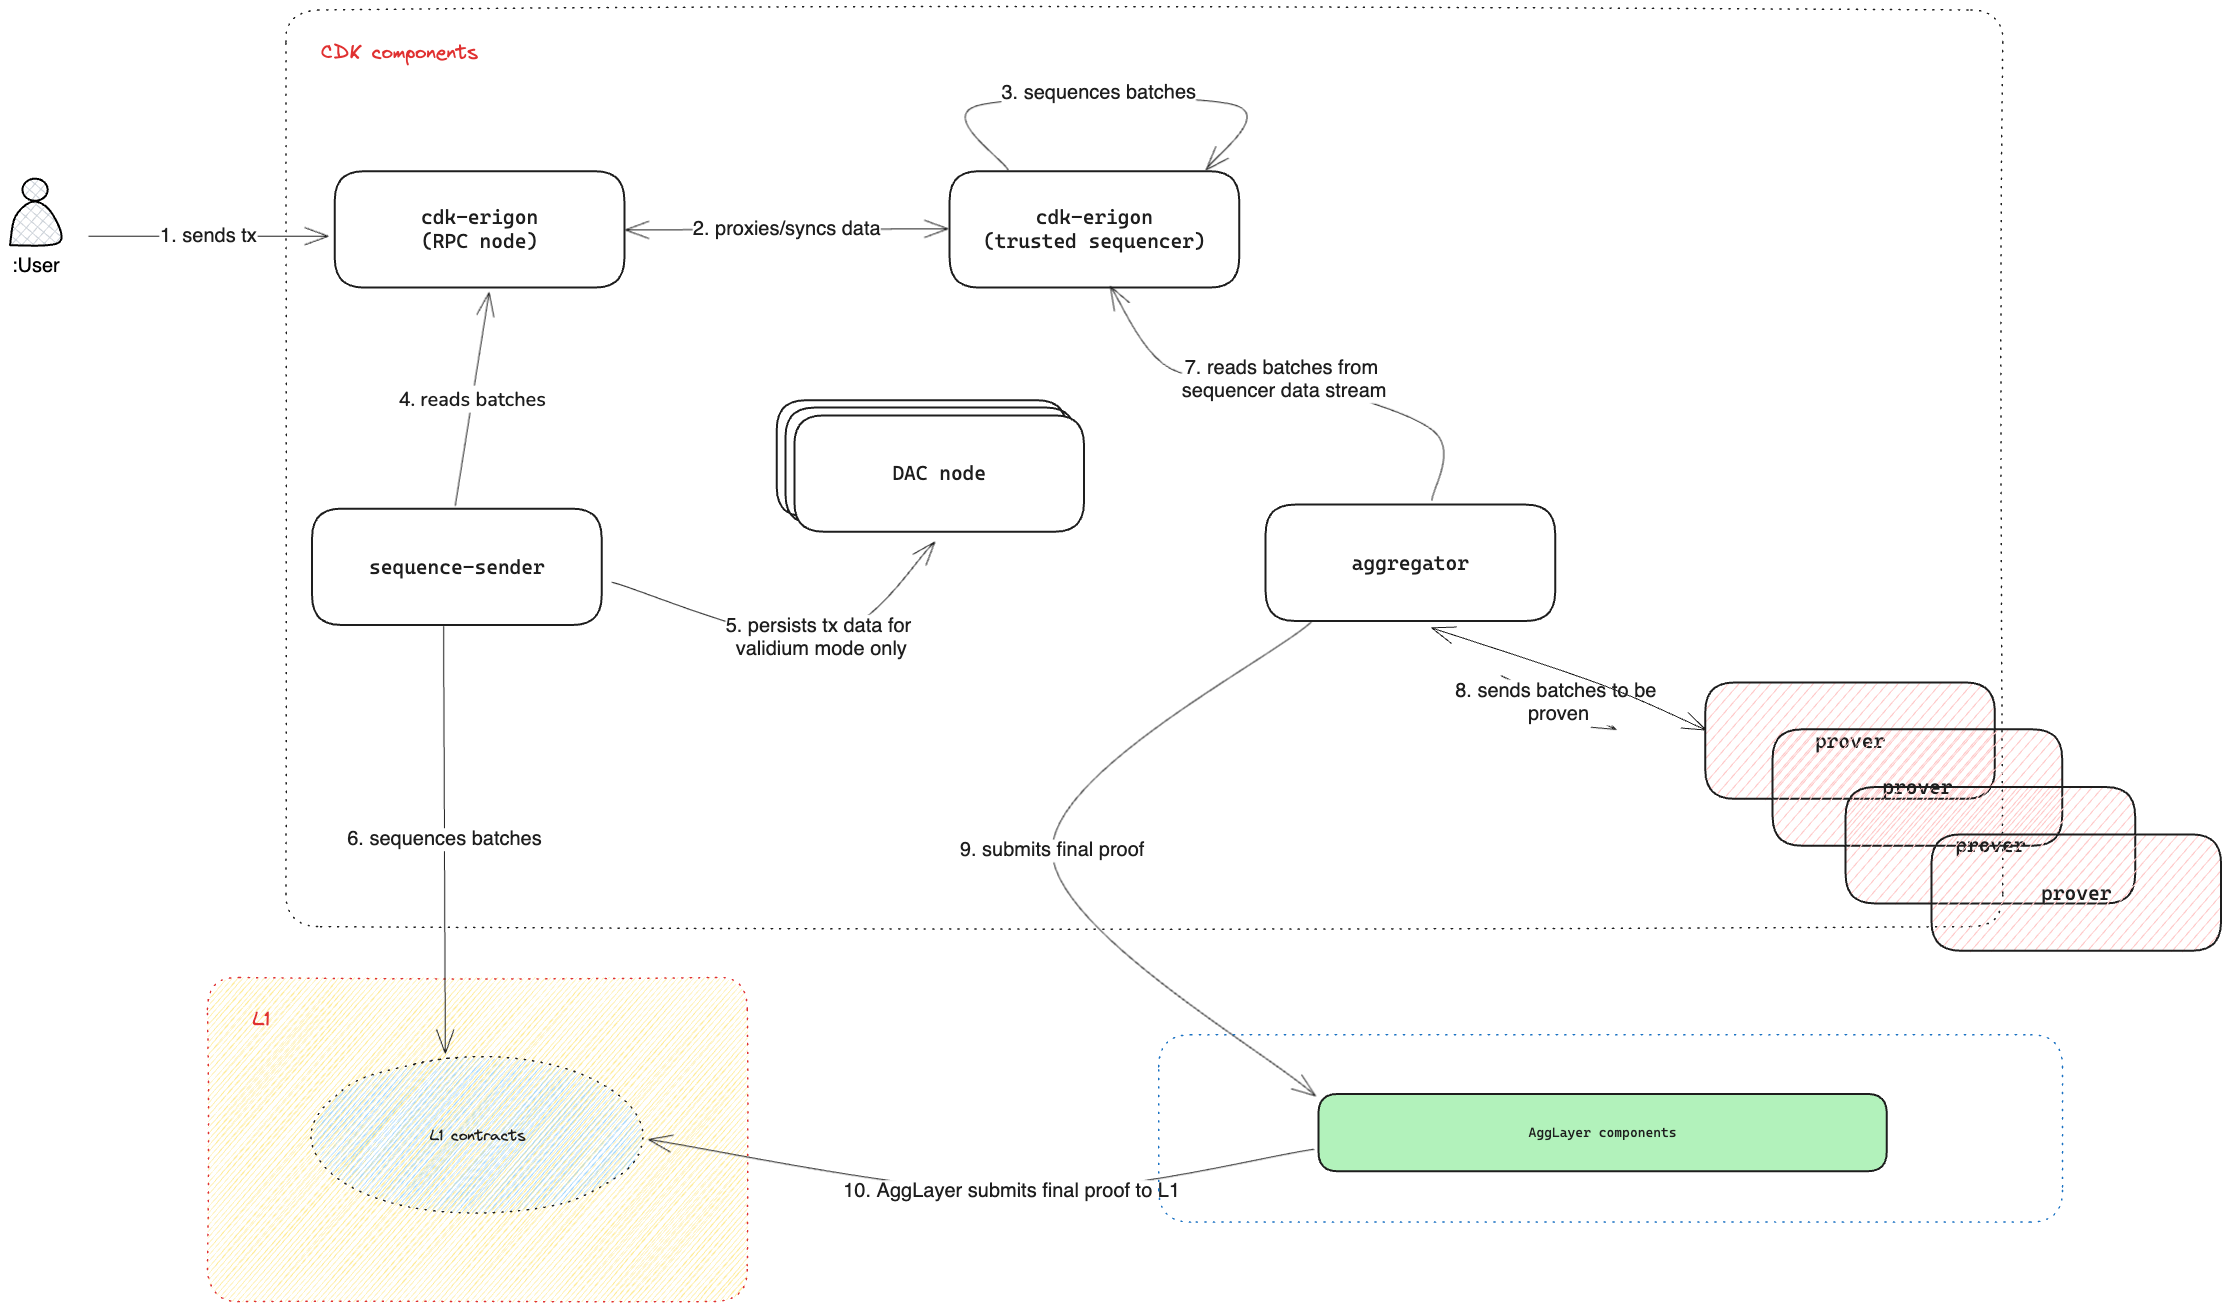 CDK components
3. sequences batches
:User
1. sends tx
cdk-erigon
(RPC node)
2. proxies/syncs data
cdk-erigon
(trusted sequencer)
4. reads batches
7. reads batches from
sequencer data stream
DAC node
sequence-sender
aggregator
5. persists tx data for
validium mode only
8. sends batches to be
proven
prover
prover
prover
prover
6. sequences batches
9. submits final proof
L1
L1 contracts
AggLayer components
10. AggLayer submits final proof to L1